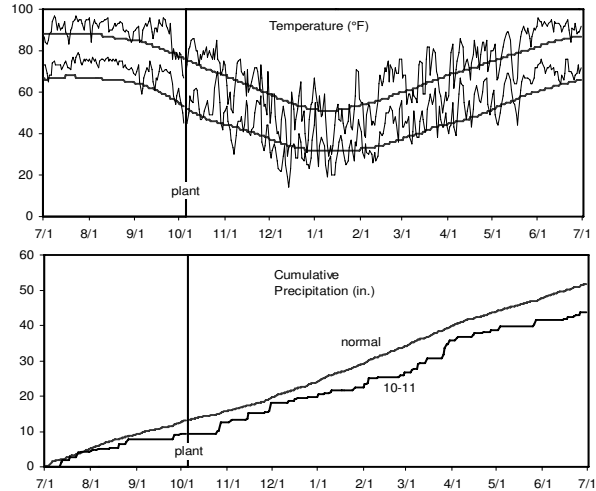 Temperature (°F)
100
80
60
40
20
0
plant
7/1 8/1 9/1 10/1 11/1 12/1 1/1 2/1 3/1 4/1 5/1 6/1 7/1
Cumulative
Precipitation (in.)
60
50
40
30
20
10
0
normal
10-11
plant
7/1 8/1 9/1 10/1 11/1 12/1 1/1 2/1 3/1 4/1 5/1 6/1 7/1